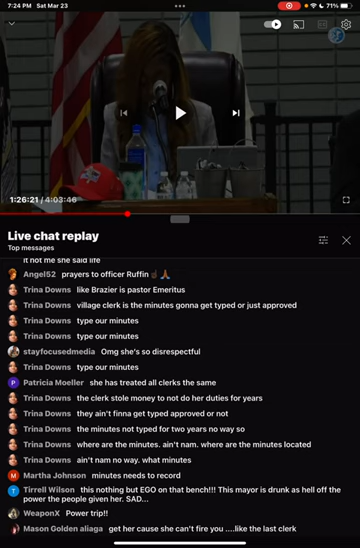 7:24 PM Sat Mar 23
71%
1:26:21 / 4:03:46
Live chat replay
Top messages
it not me she said life
Angel52 prayers to officer Ruffin
Trina Downs like Brazier is pastor Emeritus
Trina Downs village clerk is the minutes gonna get typed or just approved
Trina Downs type our minutes
Trina Downs type our minutes
stayfocusedmedia Omg she's so disrespectful
Trina Downs type our minutes
P Patricia Moeller she has treated all clerks the same
Trina Downs the clerk stole money to not do her duties for years
Trina Downs they ain't finna get typed approved or not
Trina Downs the minutes not typed for two years no way so
Trina Downs where are the minutes. ain't nam. where are the minutes located
Trina Downs ain't nam no way. what minutes
M Martha Johnson minutes needs to record
T Tirrell Wilson this nothing but EGO on that bench!!! This mayor is drunk as hell off the
power the people given her. SAD...
WeaponX Power trip!!
Mason Golden aliaga get her cause she can't fire you ....like the last clerk